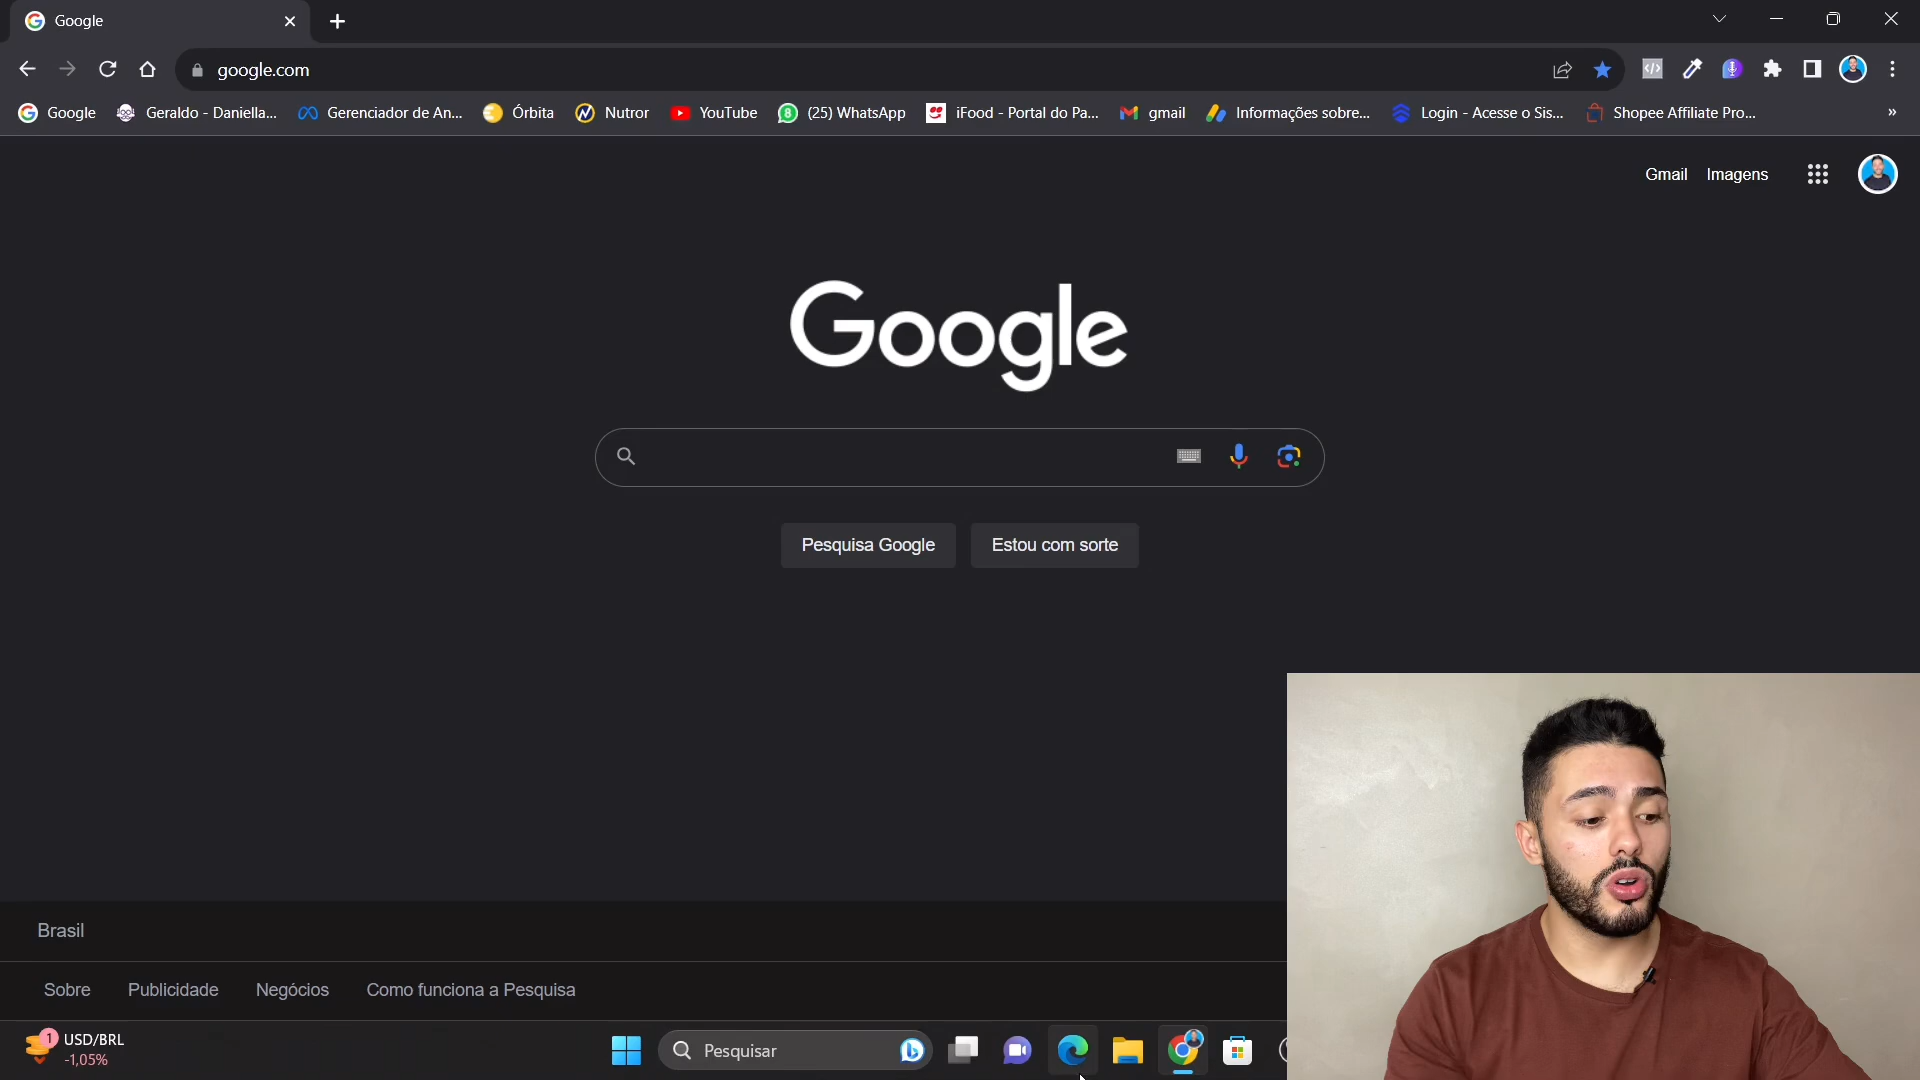 Google
google.com
Google
Geraldo - Daniella...
Gerenciador de An...
Órbita
Nutror
YouTube
(25) WhatsApp
iFood - Portal do Pa...
gmail
Informações sobre...
Login - Acesse o Sis...
Shopee Affiliate Pro...
»
Gmail
Imagens
Google
Pesquisa Google
Estou com sorte
Brasil
Sobre
Publicidade
Negócios
Como funciona a Pesquisa
1
USD/BRL
-1,05%
Pesquisar